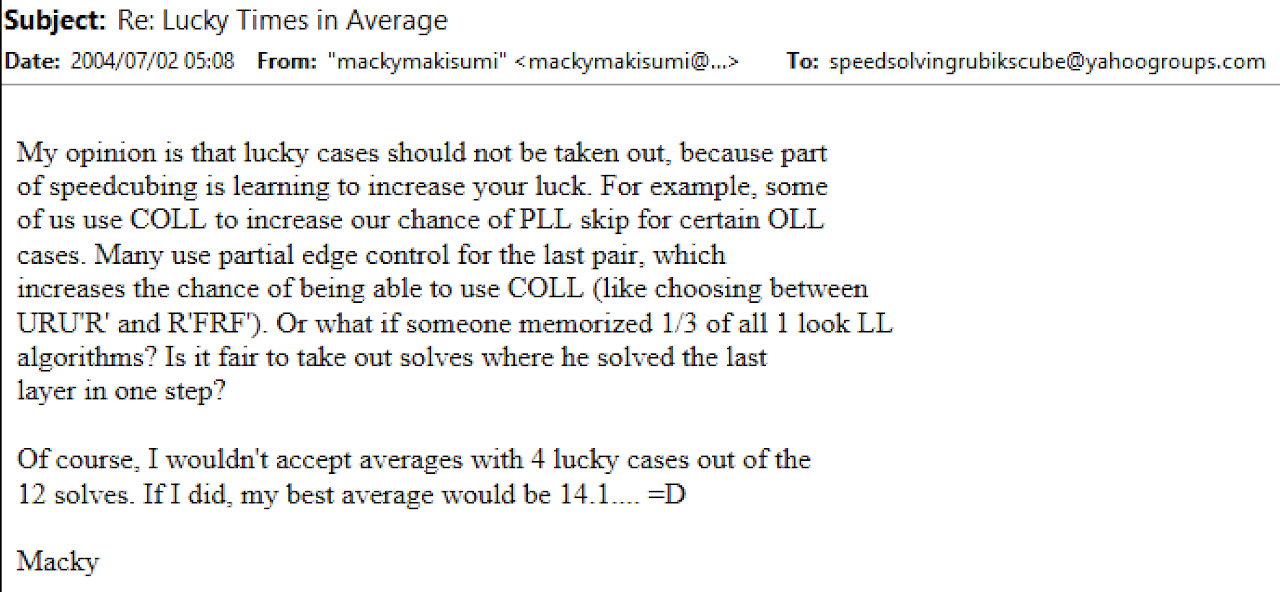 Subject: Re: Lucky Times in Average
Date: 2004/07/02 05:08 From: "mackymakisumi" <mackymakisumi@...> To: speedsolvingrubikscube@yahoogroups.com
My opinion is that lucky cases should not be taken out, because part
of speedcubing is learning to increase your luck. For example, some
of us use COLL to increase our chance of PLL skip for certain OLL
cases. Many use partial edge control for the last pair, which
increases the chance of being able to use COLL (like choosing between
URU'R' and R'FRF'). Or what if someone memorized 1/3 of all 1 look LL
algorithms? Is it fair to take out solves where he solved the last
layer in one step?
Of course, I wouldn't accept averages with 4 lucky cases out of the
12 solves. If I did, my best average would be 14.1.... =D
Macky